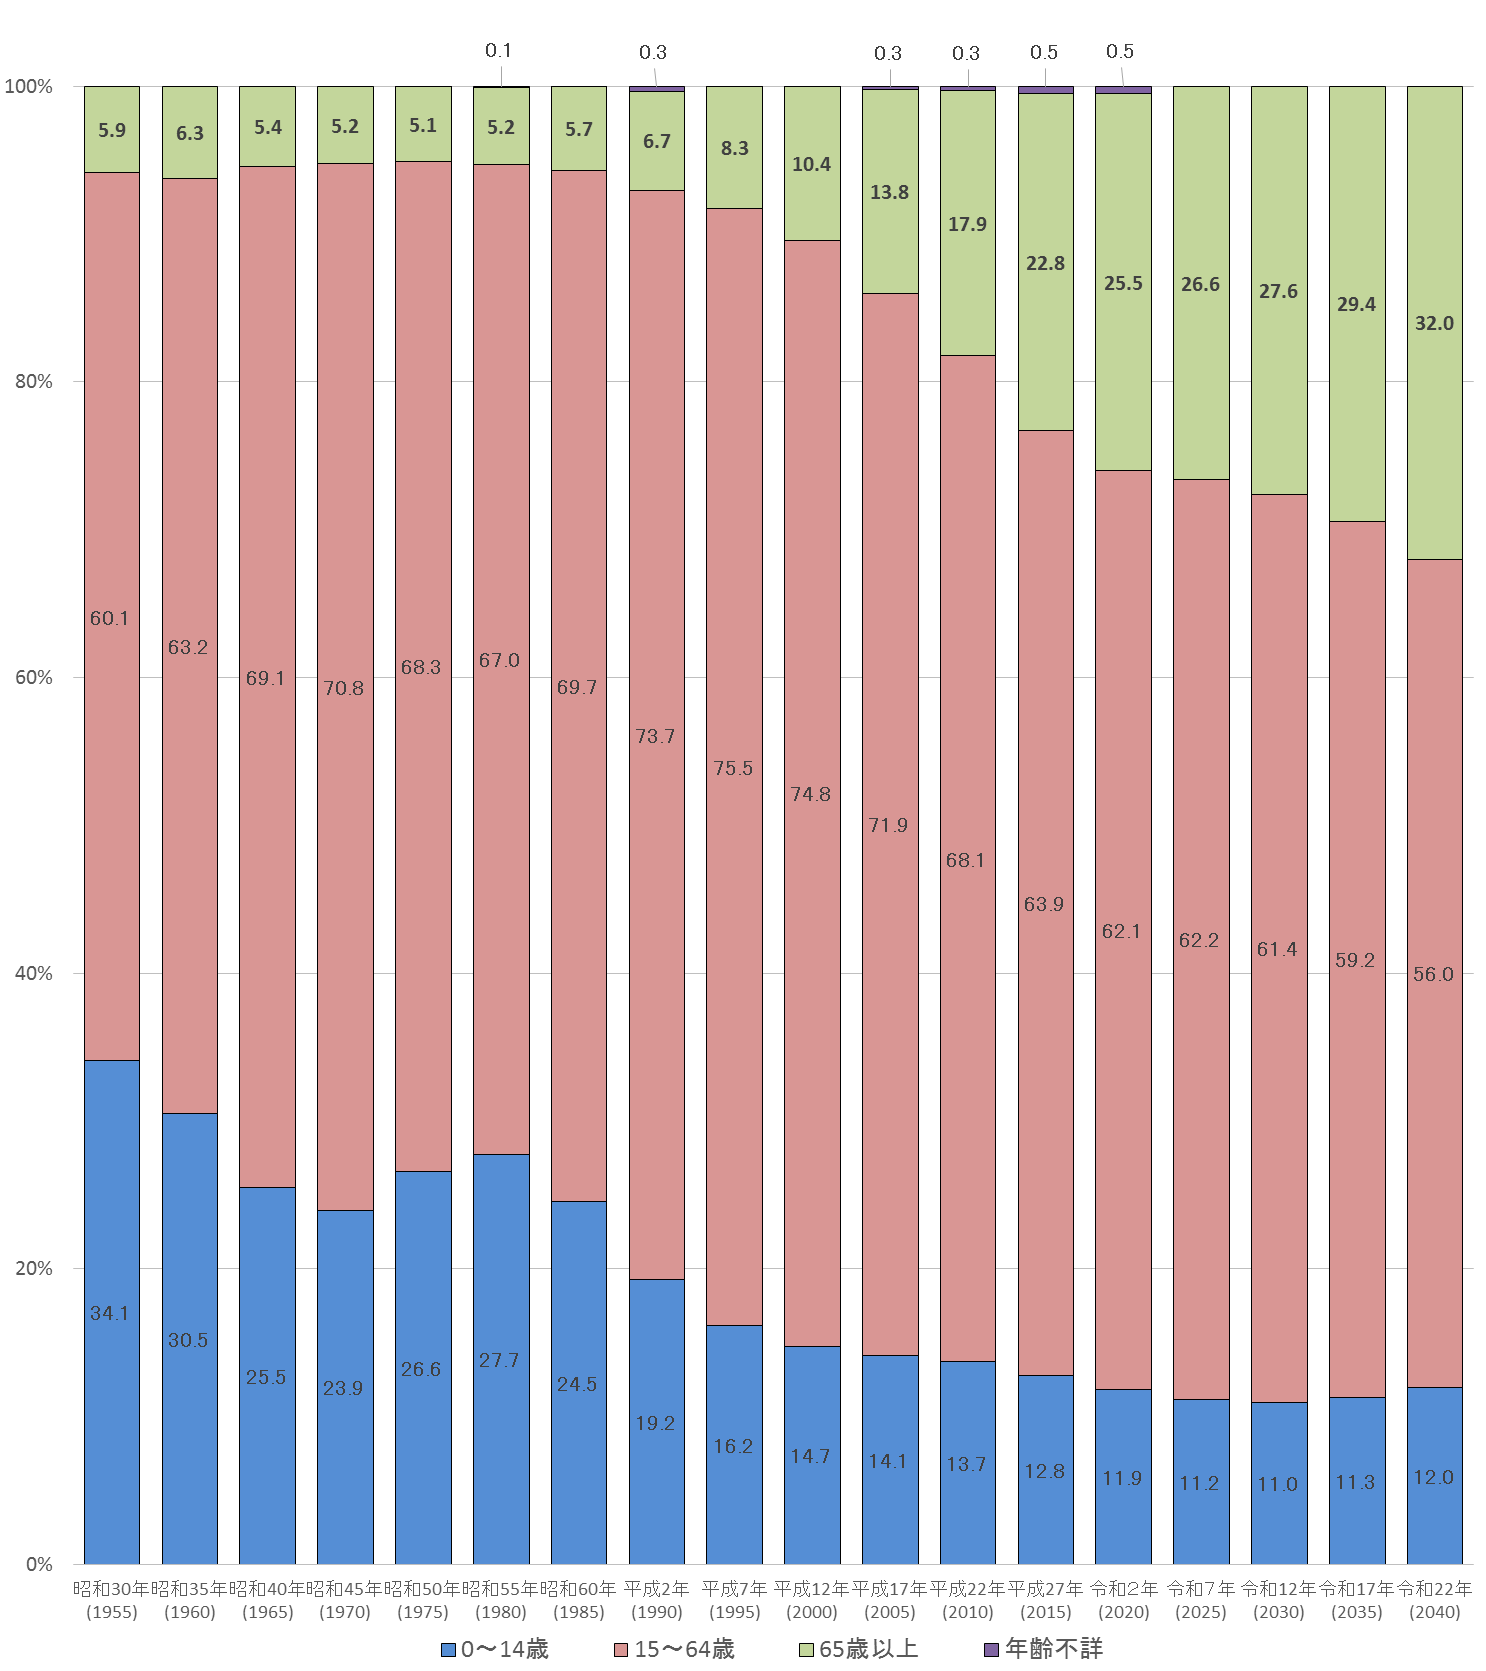 0.1 0.3 0.3 0.3 0.5 0.5
100%
5.9 6.3 5.4 5.2 5.1 5.2 5.7 6.7 8.3 10.4 13.8 17.9 22.8 25.5 26.6 27.6 29.4 32.0
80%
60.1 63.2 69.1 70.8 68.3 67.0 69.7 73.7 75.5 74.8 71.9 68.1 63.9 62.1 62.2 61.4 59.2 56.0
60%
40%
20%
34.1 30.5 25.5 23.9 26.6 27.7 24.5 19.2 16.2 14.7 14.1 13.7 12.8 11.9 11.2 11.0 11.3 12.0
0%
昭和30年 昭和35年 昭和40年 昭和45年 昭和50年 昭和55年 昭和60年 平成2年 平成7年 平成12年 平成17年 平成22年 平成27年 令和2年 令和7年 令和12年 令和17年 令和22年
(1955) (1960) (1965) (1970) (1975) (1980) (1985) (1990) (1995) (2000) (2005) (2010) (2015) (2020) (2025) (2030) (2035) (2040)
0～14歳 15～64歳 65歳以上 年齢不詳